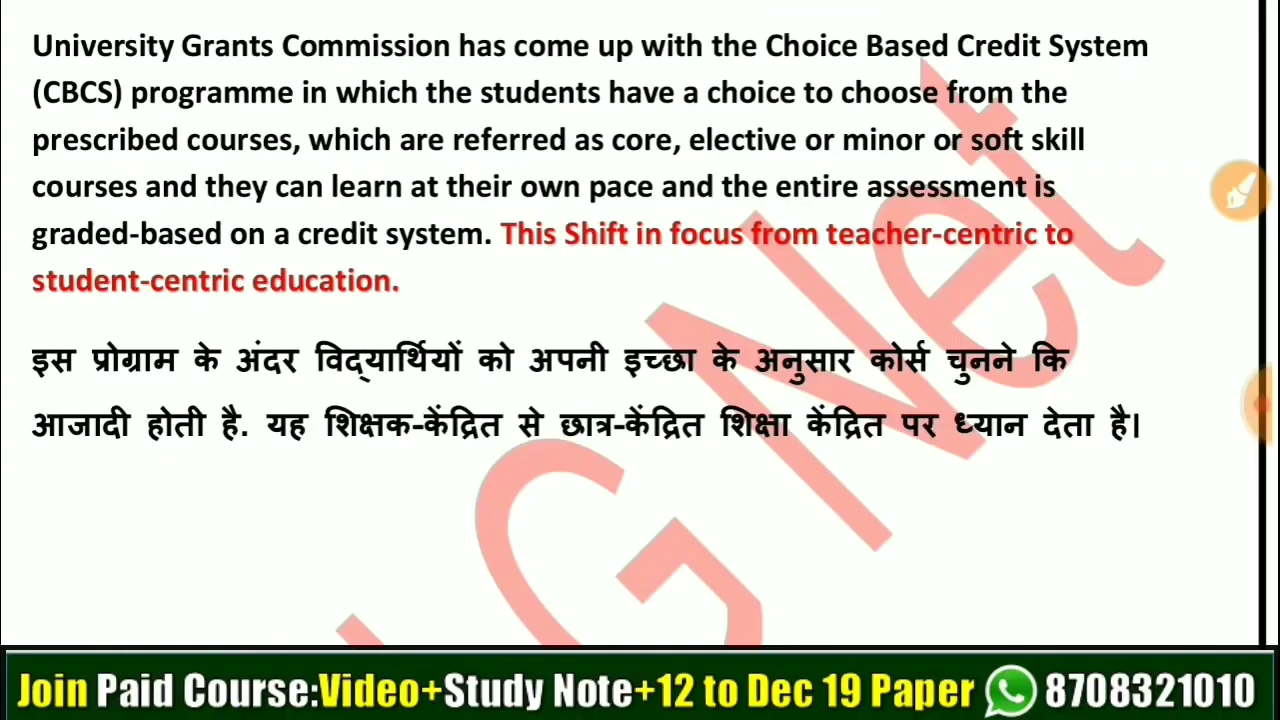 University Grants Commission has come up with the Choice Based Credit System
(CBCS) programme in which the students have a choice to choose from the
prescribed courses, which are referred as core, elective or minor or soft skill
courses and they can learn at their own pace and the entire assessment is
graded-based on a credit system. This Shift in focus from teacher-centric to
student-centric education.
इस प्रोग्राम के अंदर विद्यार्थियों को अपनी इच्छा के अनुसार कोर्स चुनने कि
आजादी होती है. यह शिक्षक-केंद्रित से छात्र-केंद्रित शिक्षा केंद्रित पर ध्यान देता है।
G Net
Join Paid Course:Video+Study Note+12 to Dec 19 Paper 8708321010